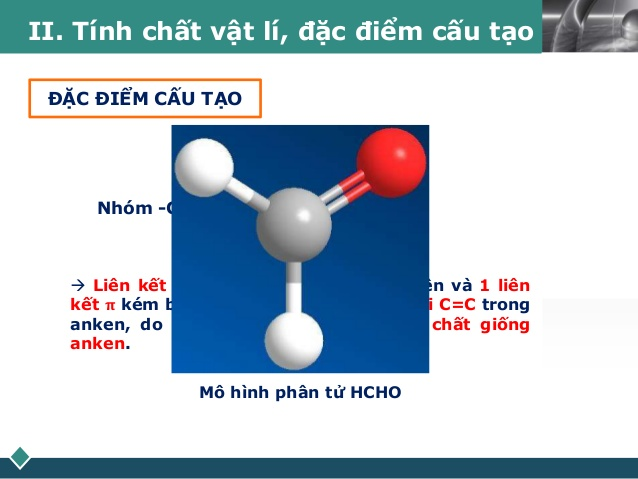 II. Tính chất vật lí, đặc điểm cấu tạo
ĐẶC ĐIỂM CẤU TẠO
Nhóm
→ Liên kết và 1 liên
kết π kém C=C trong
anken, do chất giống
anken.
Mô hình phân tử HCHO